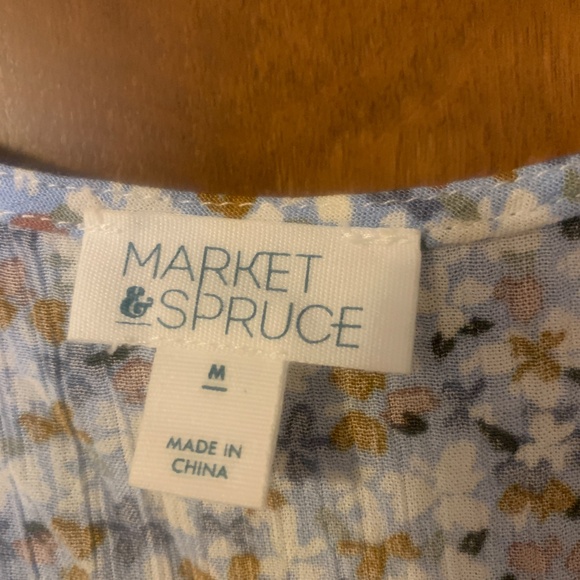 MARKET
& SPRUCE
M
MADE IN
CHINA